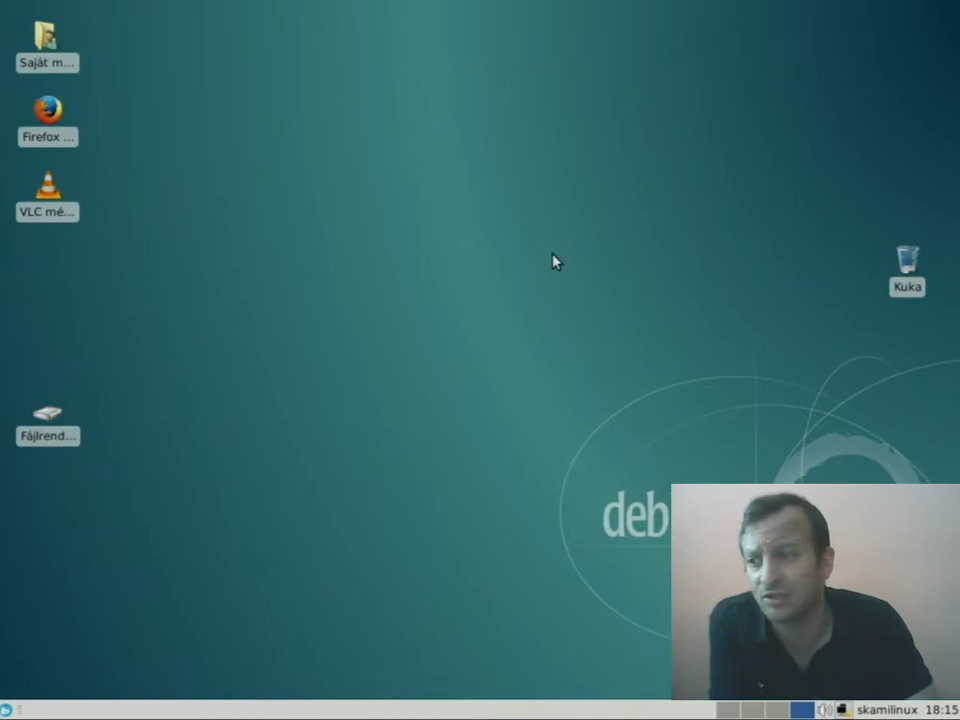 Saját m...
Firefox ...
VLC mé...
Kuka
Fájlrend...
deb
skamilinux 18:15